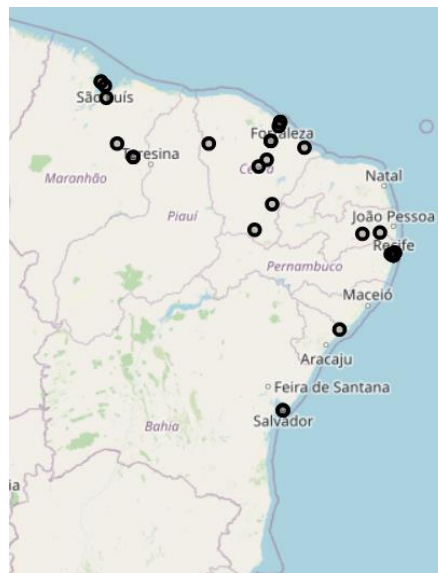 São Luís
Fortaleza
Teresina
Ceará
Maranhão
Natal
Piauí
João Pessoa
Recife
Pernambuco
Maceió
Aracaju
Feira de Santana
Salvador
Bahia
ia